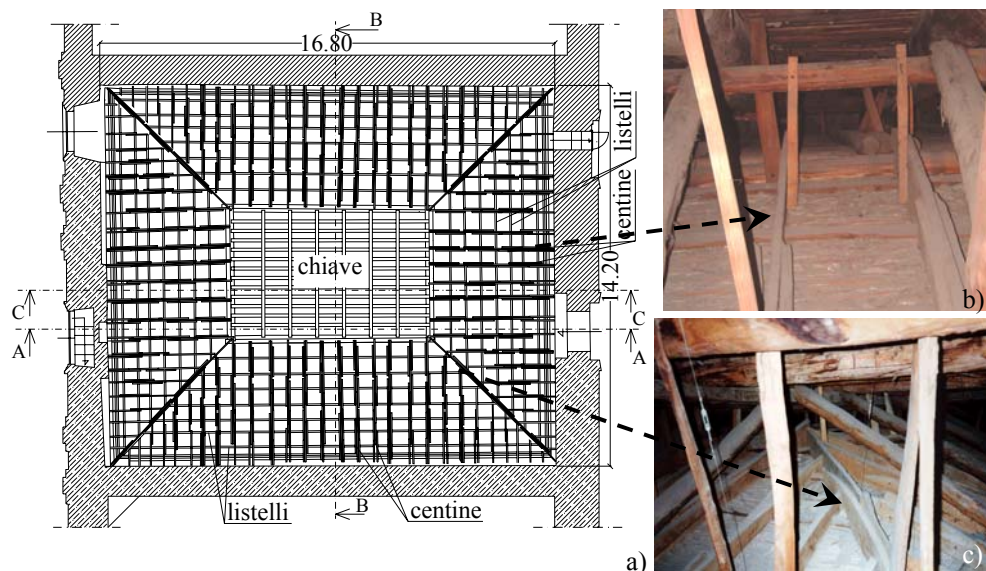 B
16.80
listelli
centine
chiave
14.20
C
C
A
A
B
listelli
centine
a)
b)
c)